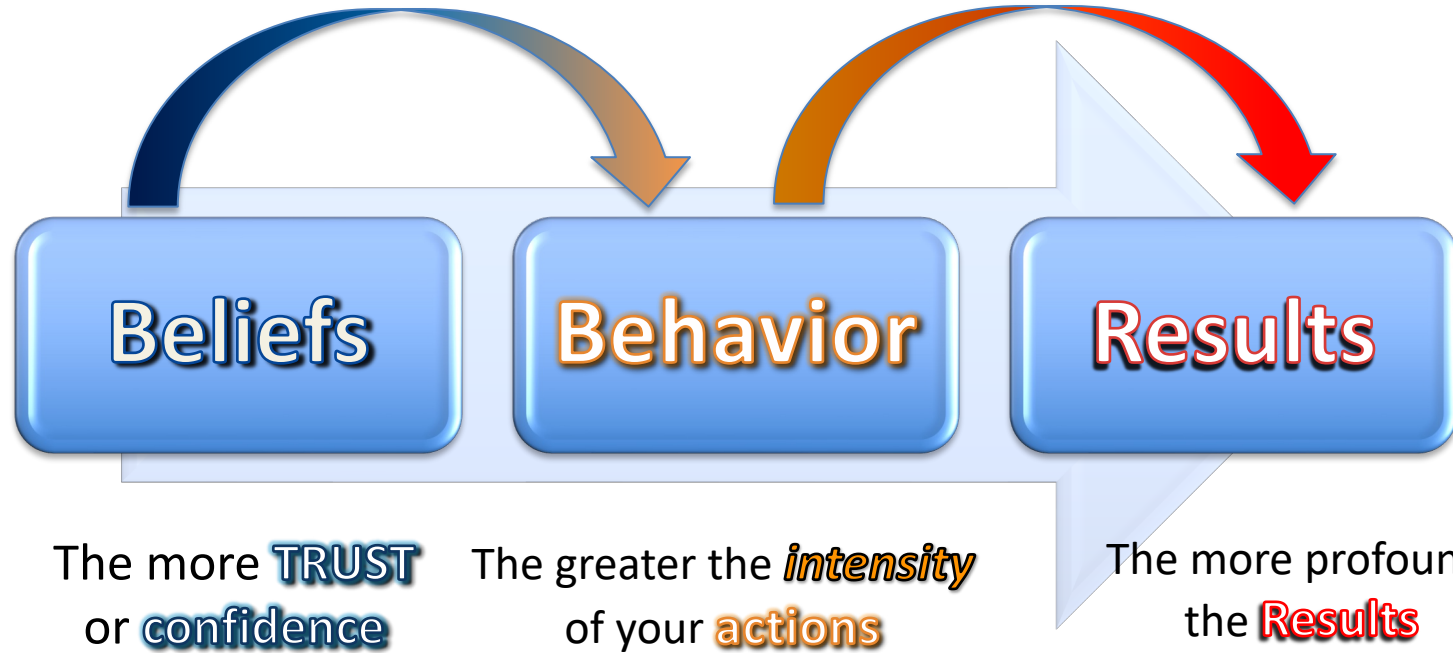 Beliefs
Behavior
Results
The more TRUST
or confidence
The greater the intensity
of your actions
The more profoun
the Results